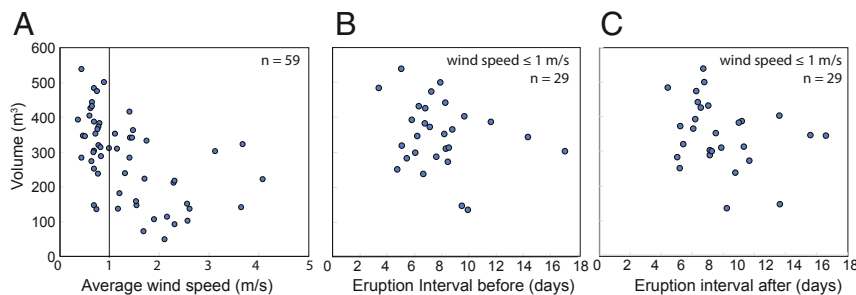 A
B
C
600
500
400
300
200
100
0
Volume (m³)
n = 59
0 1 2 3 4 5
Average wind speed (m/s)
wind speed ≤ 1 m/s
n = 29
0 2 4 6 8 10 12 14 15 18
Eruption Interval before (days)
wind speed ≤ 1 m/s
n = 29
0 2 4 6 8 10 12 14 15 18
Eruption interval after (days)